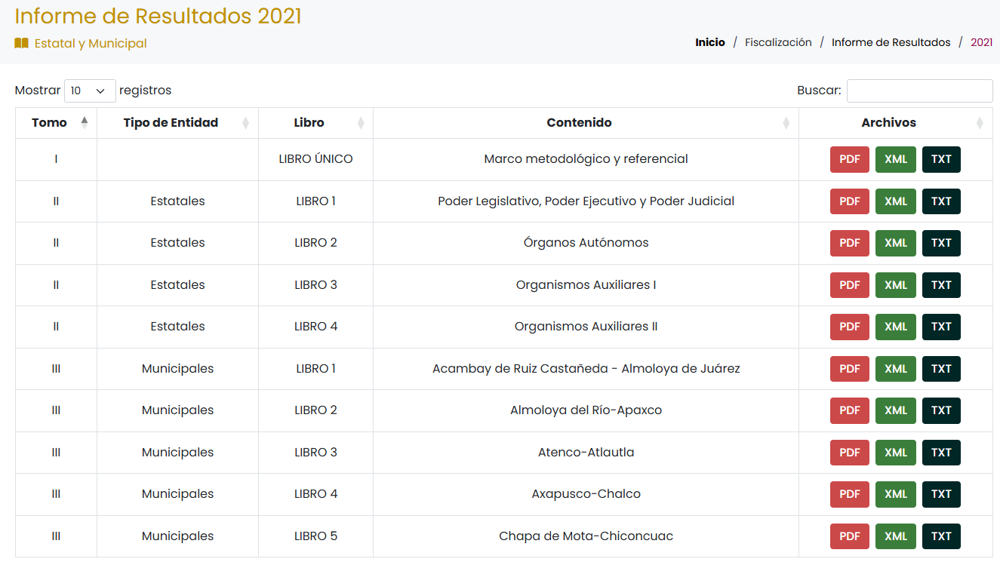 Informe de Resultados 2021
Estatal y Municipal
Inicio / Fiscalización / Informe de Resultados / 2021
Mostrar 10 registros
Buscar:
Tomo Tipo de Entidad Libro Contenido Archivos
I LIBRO ÚNICO Marco metodológico y referencial PDF XML TXT
II Estatales LIBRO 1 Poder Legislativo, Poder Ejecutivo y Poder Judicial PDF XML TXT
II Estatales LIBRO 2 Órganos Autónomos PDF XML TXT
II Estatales LIBRO 3 Organismos Auxiliares I PDF XML TXT
II Estatales LIBRO 4 Organismos Auxiliares II PDF XML TXT
III Municipales LIBRO 1 Acambay de Ruiz Castañeda - Almoloya de Juárez PDF XML TXT
III Municipales LIBRO 2 Almoloya del Río-Apaxco PDF XML TXT
III Municipales LIBRO 3 Atenco-Atlautla PDF XML TXT
III Municipales LIBRO 4 Axapusco-Chalco PDF XML TXT
III Municipales LIBRO 5 Chapa de Mota-Chiconcuac PDF XML TXT